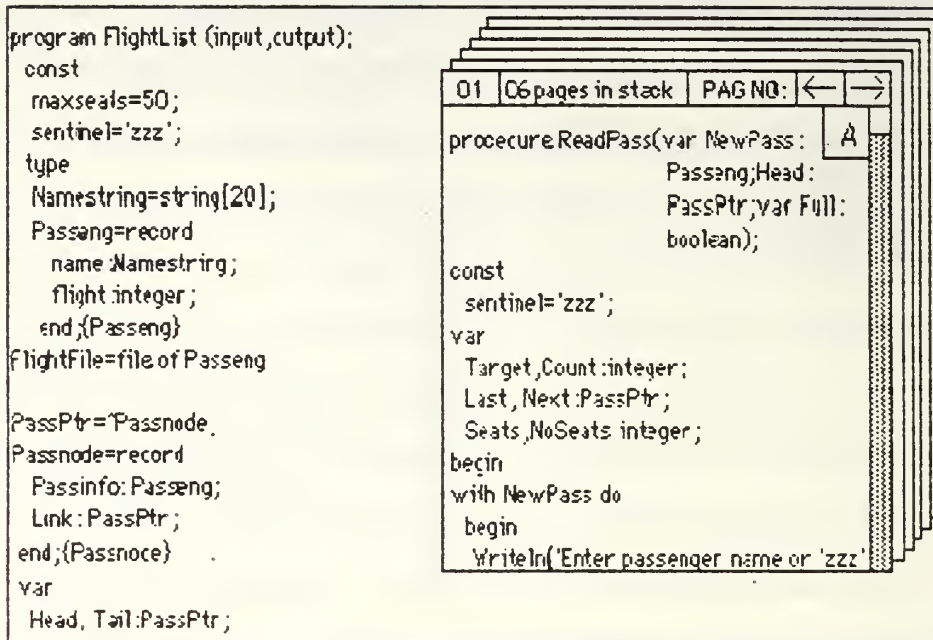 program FlightList (input,output);
const
maxseats=50;
sentinel='zzz';
type
Namestring=string[20];
Passeng=record
name:Namestring;
flight:integer;
end;{Passeng}
FlightFile=file of Passeng
PassPtr=^Passnode
Passnode=record
Passinfo:Passeng;
Link:PassPtr;
end;{Passnode}
var
Head, Tail:PassPtr;
01 06 pages in stack PAG NO: ← →
A
procecure ReadPass(var NewPass:
Passeng;Head:
PassPtr;var Full:
boolean);
const
sentinel='zzz';
var
Target,Count:integer;
Last, Next:PassPtr;
Seats,NoSeats:integer;
begin
with NewPass do
begin
Writeln('Enter passenger name or 'zzz'